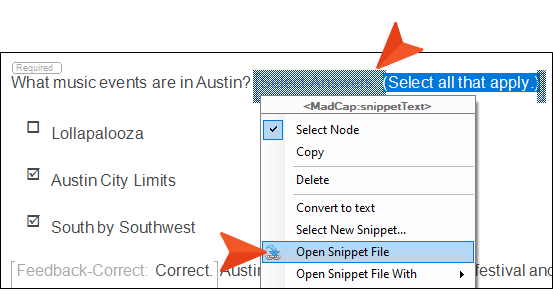 Required
What music events are in Austin? (Select all that apply.)
<MadCap:snippetText>
Select Node
Copy
Delete
Convert to text
Select New Snippet...
Open Snippet File
Open Snippet File With
Lollapalooza
Austin City Limits
South by Southwest
Feedback-Correct: Correct. Austin festival and